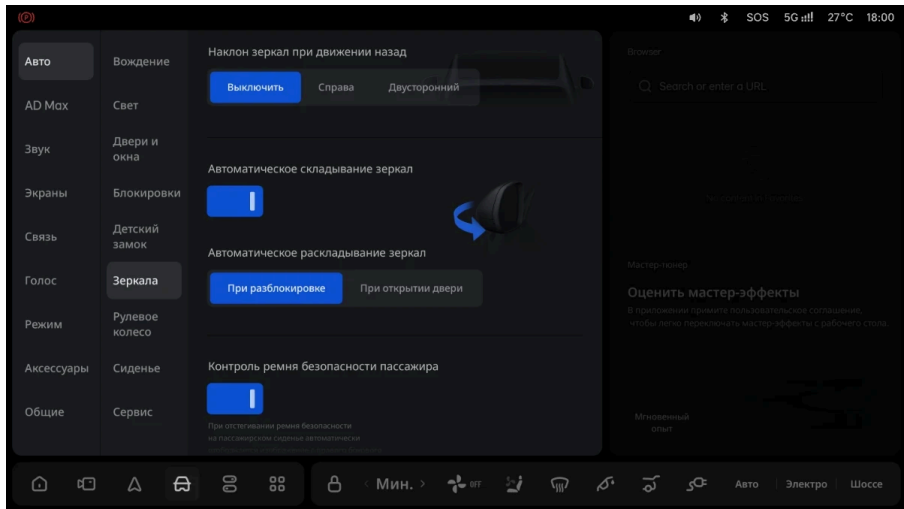 SOS 5G 27°C 18:00
Авто
AD Max
Звук
Экраны
Связь
Голос
Режим
Аксессуары
Общие
Вождение
Свет
Двери и
окна
Блокировки
Детский
замок
Зеркала
Рулевое
колесо
Сиденье
Сервис
Наклон зеркал при движении назад
Выключить Справа Двусторонний
Автоматическое складывание зеркал
Автоматическое раскладывание зеркал
При разблокировке При открытии двери
Контроль ремня безопасности пассажира
При отстегивании ремня безопасности
на пассажирском сиденье автоматически
Browser
Search or enter a URL
Мастер-тюнер
Оценить мастер-эффекты
В приложении примите пользовательское соглашение,
чтобы легко переключать мастер-эффекты с рабочего стола.
Мгновенный
опыт
Мин. OFF Авто Электро Шоссе